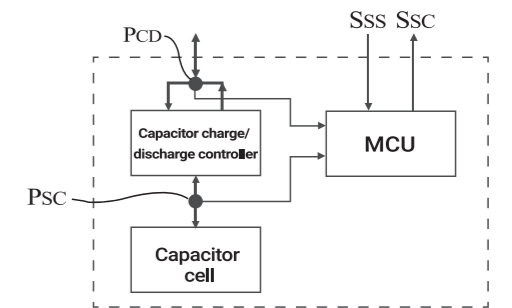 PCD
SSS SSC
Capacitor charge/
discharge controller
MCU
PSC
Capacitor
cell